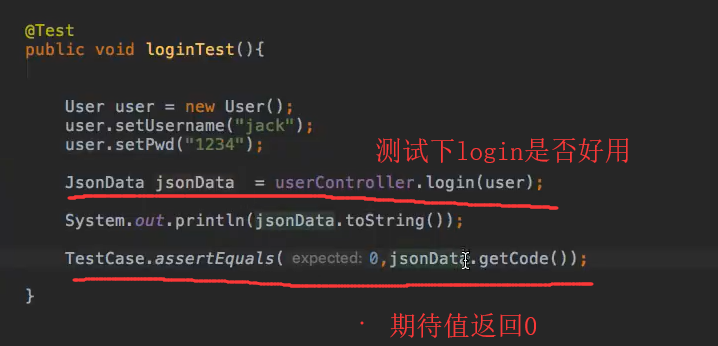 @Test
public void loginTest(){
User user = new User();
user.setUsername("jack");
user.setPwd("1234");
测试下login是否好用
JsonData jsonData  = userController.login(user);
System.out.println(jsonData.toString());
TestCase.assertEquals( expected: 0,jsonData.getCode());
}
· 期待值返回0